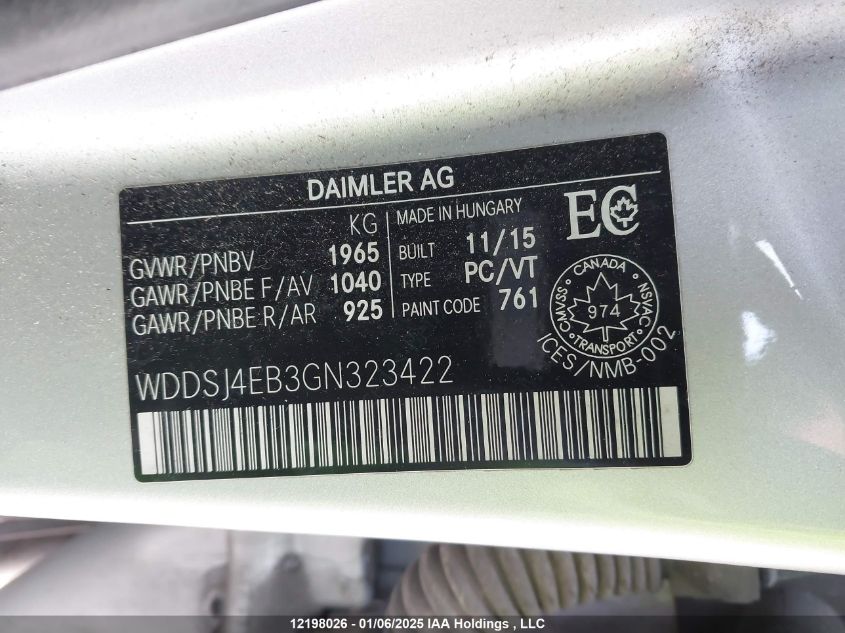 DAIMLER AG
KG
GVWR/PNBV 1965
GAWR/PNBE F/AV 1040
GAWR/PNBE R/AR 925
MADE IN HUNGARY
BUILT 11/15
TYPE PC/VT
PAINT CODE 761
EC
CANADA
CMVSS 974 NSVAC
TRANSPORT
ICES/NMB-002
WDDSJ4EB3GN323422
12198026 - 01/06/2025 IAA Holdings , LLC